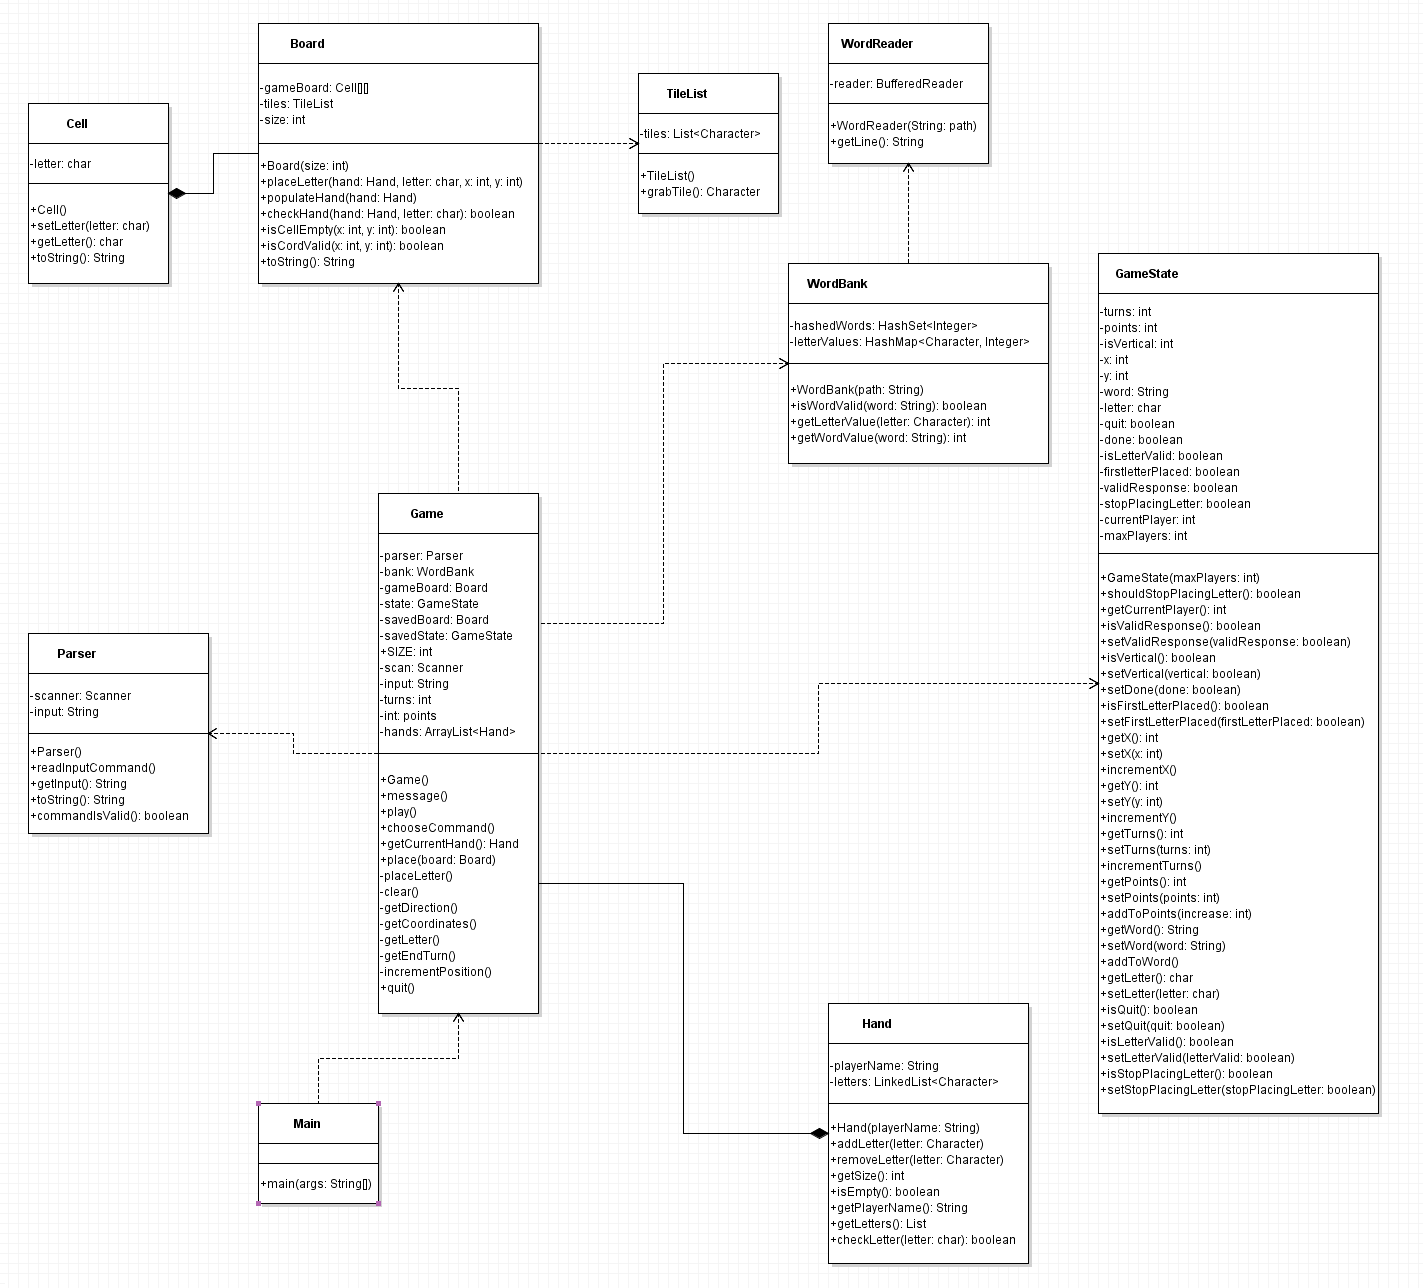 Board
-gameBoard: Cell[][]
-tiles: TileList
-size: int
+Board(size: int)
+placeLetter(hand: Hand, letter: char, x: int, y: int)
+populateHand(hand: Hand)
+checkHand(hand: Hand, letter: char): boolean
+isCellEmpty(x: int, y: int): boolean
+isCordValid(x: int, y: int): boolean
+toString(): String
WordReader
-reader: BufferedReader
+WordReader(String: path)
+getLine(): String
TileList
-tiles: List<Character>
+TileList()
+grabTile(): Character
Cell
-letter: char
+Cell()
+setLetter(letter: char)
+getLetter(): char
+toString(): String
WordBank
-hashedWords: HashSet<Integer>
-letterValues: HashMap<Character, Integer>
+WordBank(path: String)
+isWordValid(word: String): boolean
+getLetterValue(letter: Character): int
+getWordValue(word: String): int
GameState
-turns: int
-points: int
-isVertical: int
-x: int
-y: int
-word: String
-letter: char
-quit: boolean
-done: boolean
-isLetterValid: boolean
-firstletterPlaced: boolean
-validResponse: boolean
-stopPlacingLetter: boolean
-currentPlayer: int
-maxPlayers: int
+GameState(maxPlayers: int)
+shouldStopPlacingLetter(): boolean
+getCurrentPlayer(): int
+isValidResponse(): boolean
+setValidResponse(validResponse: boolean)
+isVertical(): boolean
+setVertical(vertical: boolean)
+setDone(done: boolean)
+isFirstLetterPlaced(): boolean
+setFirstLetterPlaced(firstLetterPlaced: boolean)
+getX(): int
+setX(x: int)
+incrementX()
+getY(): int
+setY(y: int)
+incrementY()
+getTurns(): int
+setTurns(turns: int)
+incrementTurns()
+getPoints(): int
+setPoints(points: int)
+addToPoints(increase: int)
+getWord(): String
+setWord(word: String)
+addToWord()
+getLetter(): char
+setLetter(letter: char)
+isQuit(): boolean
+setQuit(quit: boolean)
+isLetterValid(): boolean
+setLetterValid(letterValid: boolean)
+isStopPlacingLetter(): boolean
+setStopPlacingLetter(stopPlacingLetter: boolean)
Game
-parser: Parser
-bank: WordBank
-gameBoard: Board
-state: GameState
-savedBoard: Board
-savedState: GameState
+SIZE: int
-scan: Scanner
-input: String
-turns: int
-int: points
-hands: ArrayList<Hand>
+Game()
+message()
+play()
+chooseCommand()
+getCurrentHand(): Hand
+place(board: Board)
-placeLetter()
-clear()
-getDirection()
-getCoordinates()
-getLetter()
-getEndTurn()
-incrementPosition()
+quit()
Parser
-scanner: Scanner
-input: String
+Parser()
+readInputCommand()
+getInput(): String
+toString(): String
+commandIsValid(): boolean
Hand
-playerName: String
-letters: LinkedList<Character>
+Hand(playerName: String)
+addLetter(letter: Character)
+removeLetter(letter: Character)
+getSize(): int
+isEmpty(): boolean
+getPlayerName(): String
+getLetters(): List
+checkLetter(letter: char): boolean
Main
+main(args: String[])